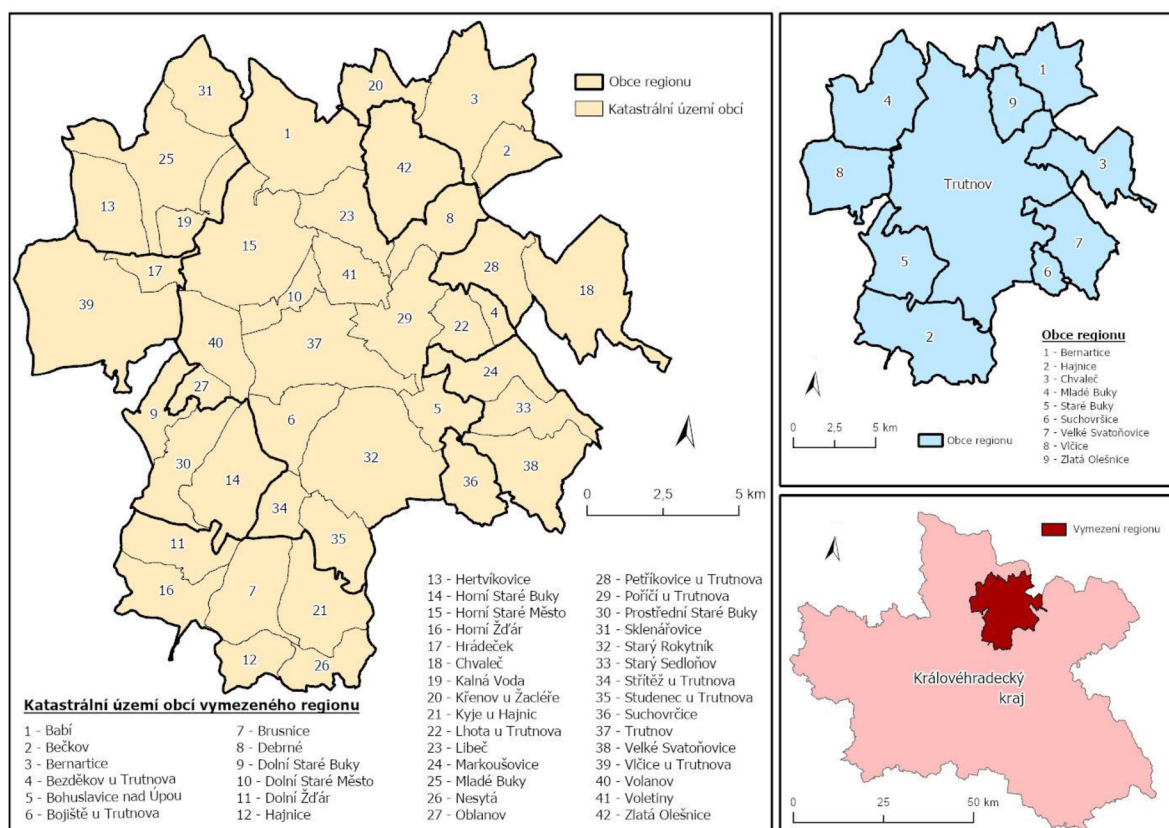 31
20
3
1
25
42
2
13
23
8
19
15
28
17
41
18
39
10
29
22
4
40
37
24
27
5
33
9
6
32
38
30
14
36
34
35
11
16
7
21
12
26
Obce regionu
Katastrální území obcí
0 2,5 5 km
Katastrální území obcí vymezeného regionu
1 - Babí
2 - Bečkov
3 - Bernartice
4 - Bezděkov u Trutnova
5 - Bohuslavice nad Úpou
6 - Bojiště u Trutnova
7 - Brusnice
8 - Debrné
9 - Dolní Staré Buky
10 - Dolní Staré Město
11 - Dolní Žďár
12 - Hajnice
13 - Hertvíkovice
14 - Horní Staré Buky
15 - Horní Staré Město
16 - Horní Žďár
17 - Hrádeček
18 - Chvaleč
19 - Kalná Voda
20 - Křenov u Žacléře
21 - Kyje u Hajnic
22 - Lhota u Trutnova
23 - Libeč
24 - Markoušovice
25 - Mladé Buky
26 - Nesytá
27 - Oblanov
28 - Petříkovice u Trutnova
29 - Poříčí u Trutnova
30 - Prostřední Staré Buky
31 - Sklenářovice
32 - Starý Rokytník
33 - Starý Sedloňov
34 - Střítěž u Trutnova
35 - Studenec u Trutnova
36 - Suchovrčice
37 - Trutnov
38 - Velké Svatoňovice
39 - Vlčice u Trutnova
40 - Volanov
41 - Voletiny
42 - Zlatá Olešnice
1
4
9
8
3
Trutnov
7
5
6
2
Obce regionu
1 - Bernartice
2 - Hajnice
3 - Chvaleč
4 - Mladé Buky
5 - Staré Buky
6 - Suchovršice
7 - Velké Svatoňovice
8 - Vlčice
9 - Zlatá Olešnice
0 2,5 5 km
Obce regionu
Vymezení regionu
Královéhradecký
kraj
0 25 50 km